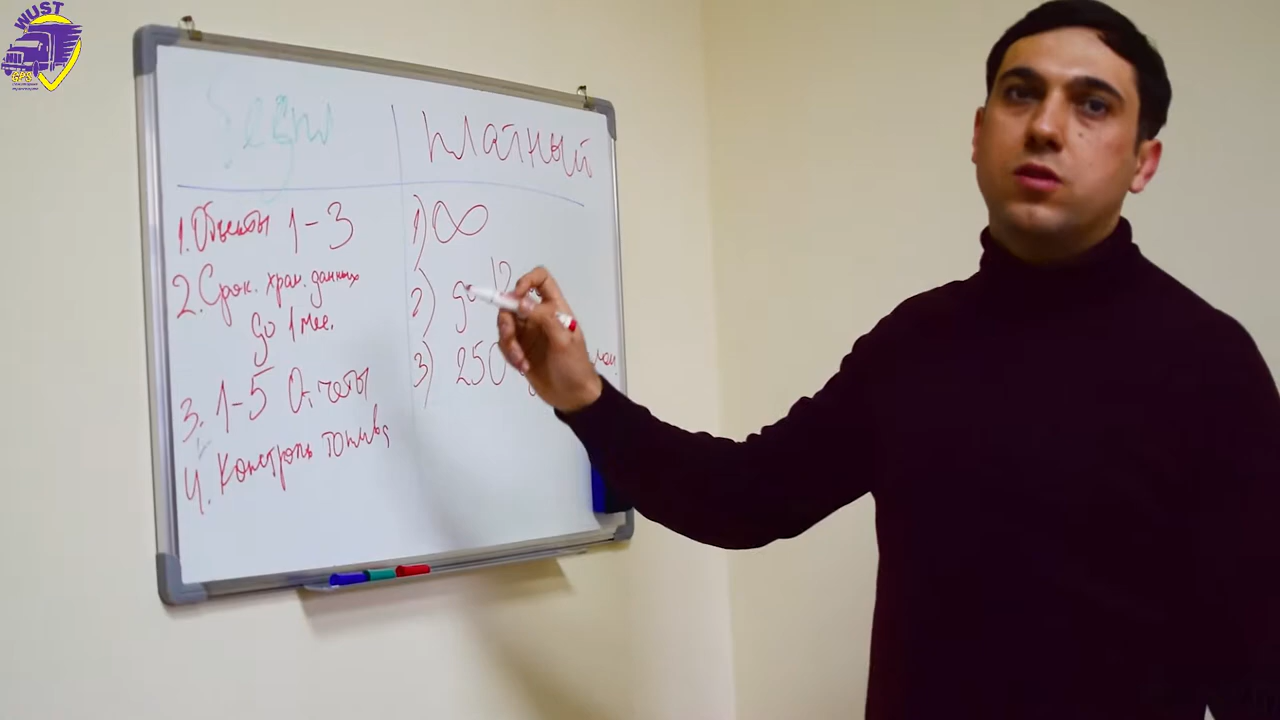 WUST
GPS
Платный
1. Объекты 1-3
2. Срок. хран. данных
до 1 мес.
3. 1-5 Отчеты
4. Контроль топлива
1) ∞
2) до 12
3) 250